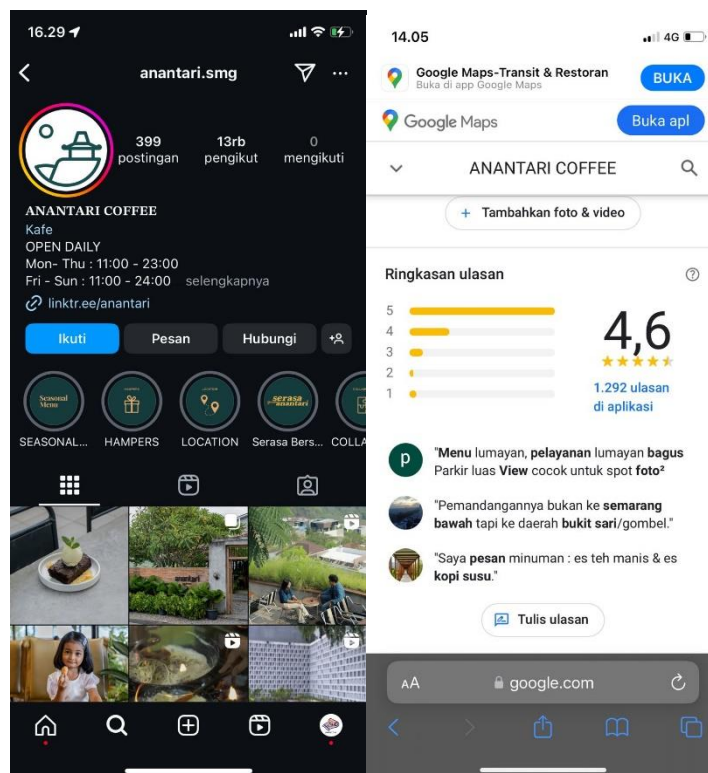 16.29
anantari.smg
399 13rb 0
postingan pengikut mengikuti
ANANTARI COFFEE
Kafe
OPEN DAILY
Mon- Thu : 11:00 - 23:00
Fri - Sun : 11:00 - 24:00 selengkapnya
linktr.ee/anantari
Ikuti Pesan Hubungi
Seasonal
Menu
serasa
anantari
SEASONAL... HAMPERS LOCATION Serasa Bers... COLLA
anantari
14.05
4G
Google Maps-Transit & Restoran
Buka di app Google Maps
BUKA
Google Maps
Buka apl
ANANTARI COFFEE
+ Tambahkan foto & video
Ringkasan ulasan
5
4
3
2
1
4,6
1.292 ulasan
di aplikasi
p
"Menu lumayan, pelayanan lumayan bagus
Parkir luas View cocok untuk spot foto²
"Pemandangannya bukan ke semarang
bawah tapi ke daerah bukit sari/gombel."
"Saya pesan minuman : es teh manis & es
kopi susu."
Tulis ulasan
AA google.com